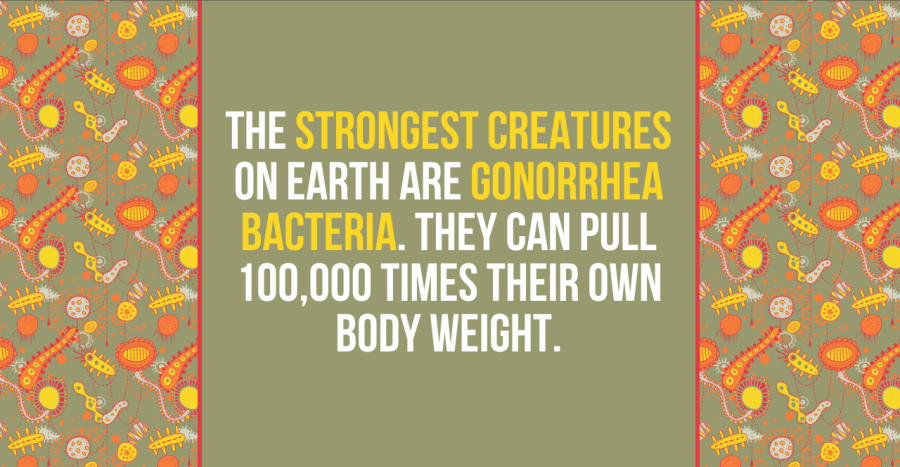 THE STRONGEST CREATURES
ON EARTH ARE GONORRHEA
BACTERIA. THEY CAN PULL
100,000 TIMES THEIR OWN
BODY WEIGHT.